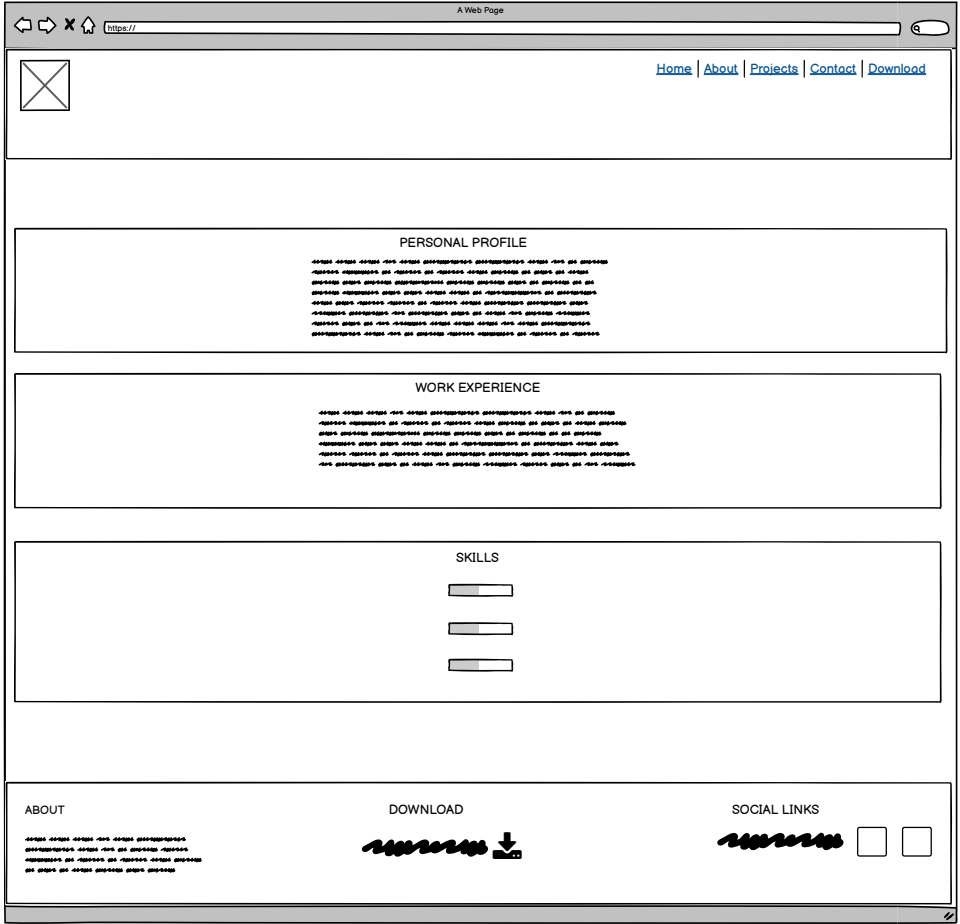 A Web Page
https://
Home | About | Projects | Contact | Download
PERSONAL PROFILE
WORK EXPERIENCE
SKILLS
ABOUT
DOWNLOAD
SOCIAL LINKS